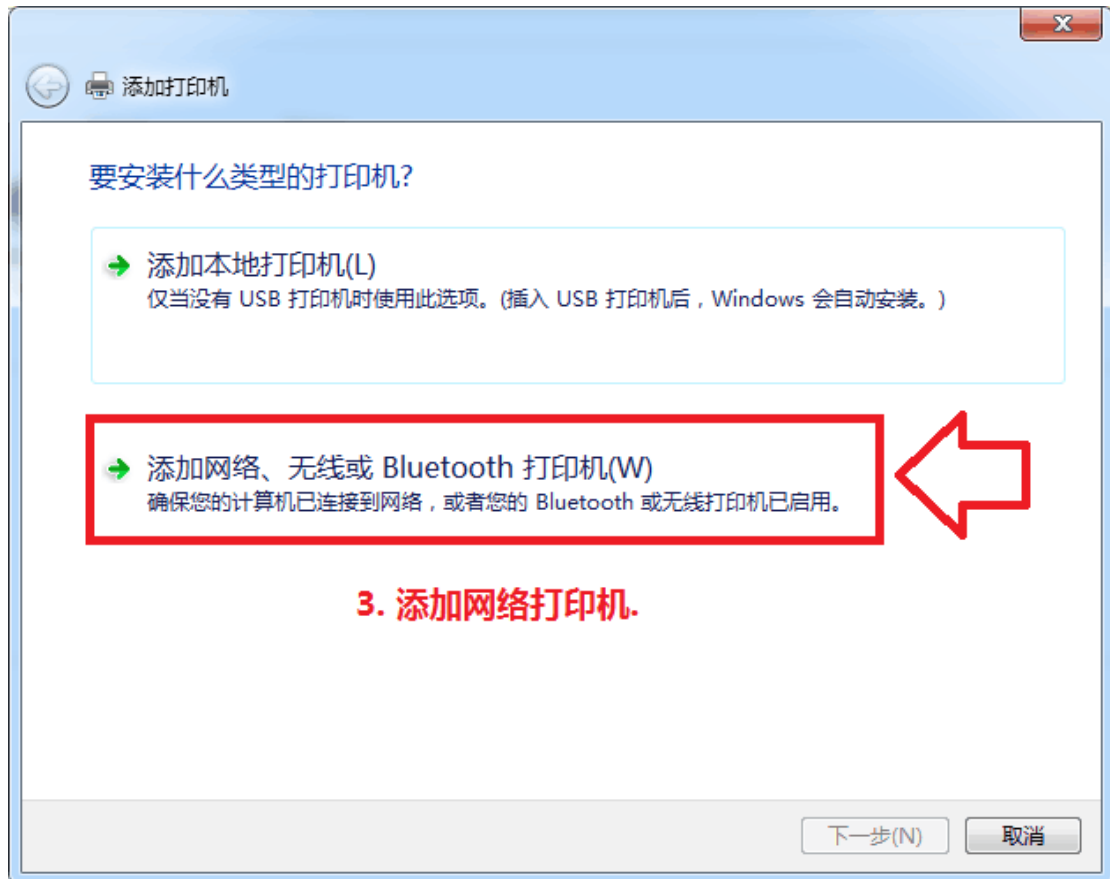 添加打印机
要安装什么类型的打印机?
添加本地打印机(L)
仅当没有 USB 打印机时使用此选项。(插入 USB 打印机后，Windows 会自动安装。)
添加网络、无线或 Bluetooth 打印机(W)
确保您的计算机已连接到网络，或者您的 Bluetooth 或无线打印机已启用。
3. 添加网络打印机.
下一步(N)
取消